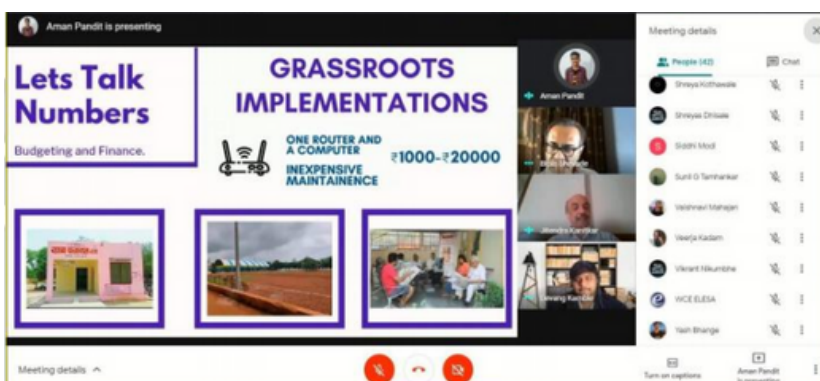 Aman Pandit is presenting
Lets Talk
Numbers
Budgeting and Finance.
GRASSROOTS
IMPLEMENTATIONS
ONE ROUTER AND
A COMPUTER
INEXPENSIVE
MAINTAINENCE
₹1000-₹20000
Aman Pandit
Meeting details
People (42)
Chat
Shreya Kothawale
Shreyas Dhisale
Siddhi Modi
Sunil G Tamhankar
Vaishnavi Mahajan
Veerja Kadam
Vikrant Nikumbhe
WCE ELESA
Yash Bhange
Meeting details
Turn on captions
Aman Pandit
is presenting